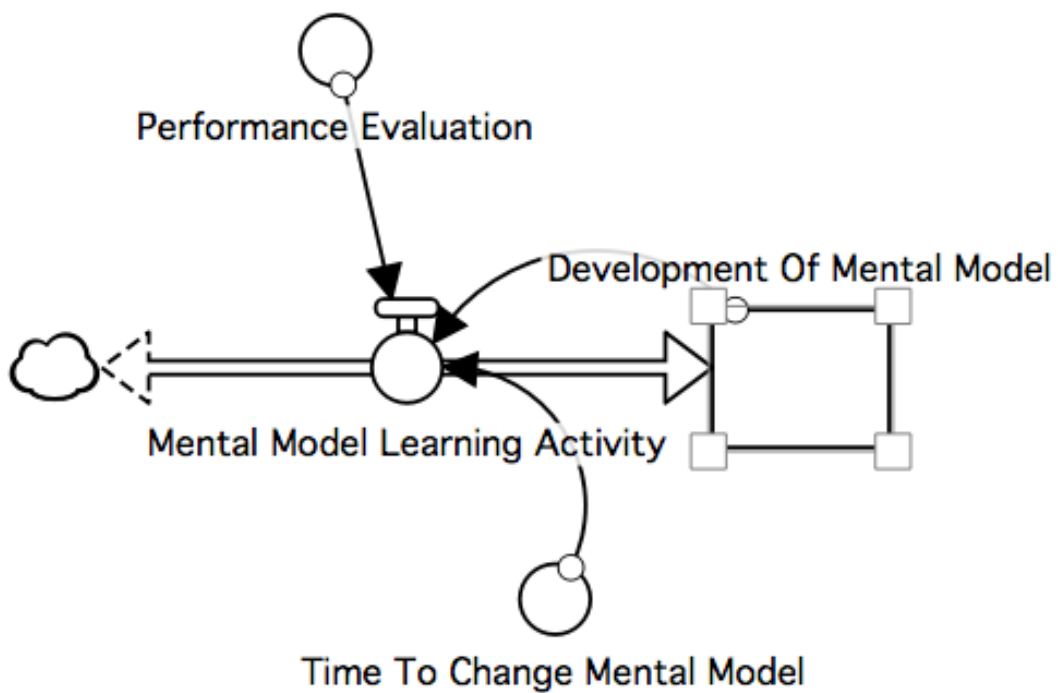 Performance Evaluation
Development Of Mental Model
Mental Model Learning Activity
Time To Change Mental Model